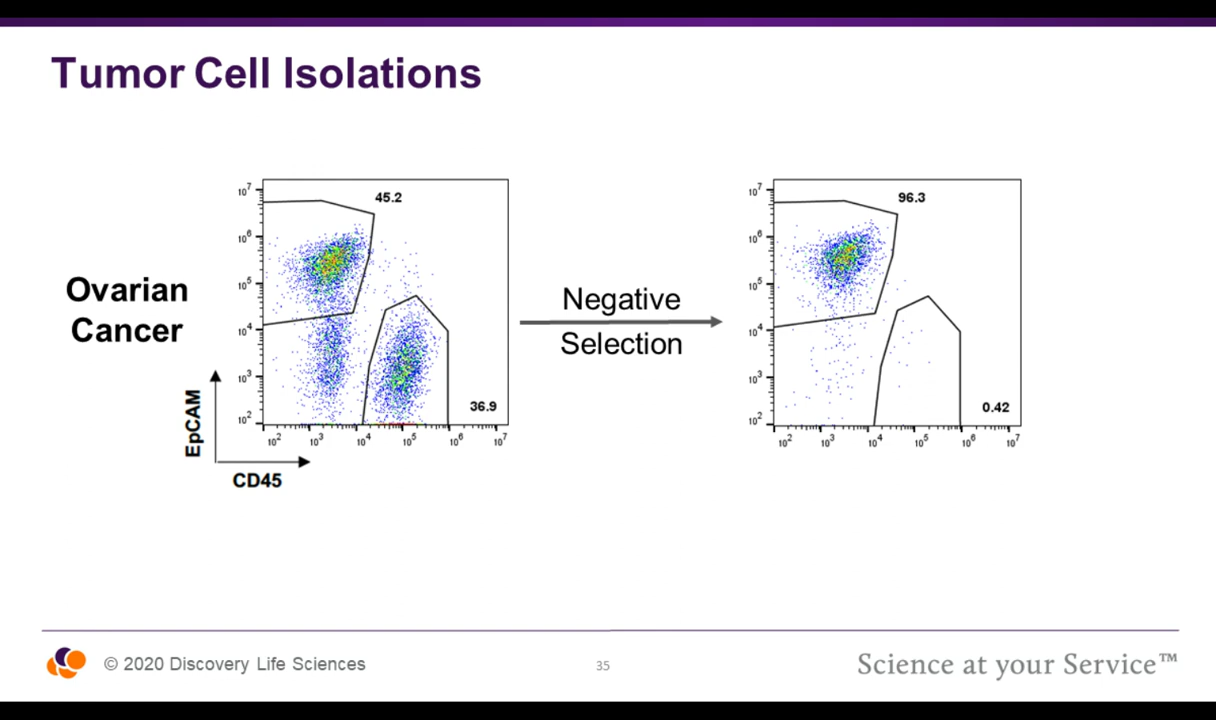 Tumor Cell Isolations
Ovarian
Cancer
EpCAM
CD45
10⁷
10⁶
10⁵
10⁴
10³
10²
10² 10³ 10⁴ 10⁵ 10⁶ 10⁷
45.2
36.9
Negative
Selection
10⁷
10⁶
10⁵
10⁴
10³
10²
10² 10³ 10⁴ 10⁵ 10⁶ 10⁷
96.3
0.42
© 2020 Discovery Life Sciences
35
Science at your Service™